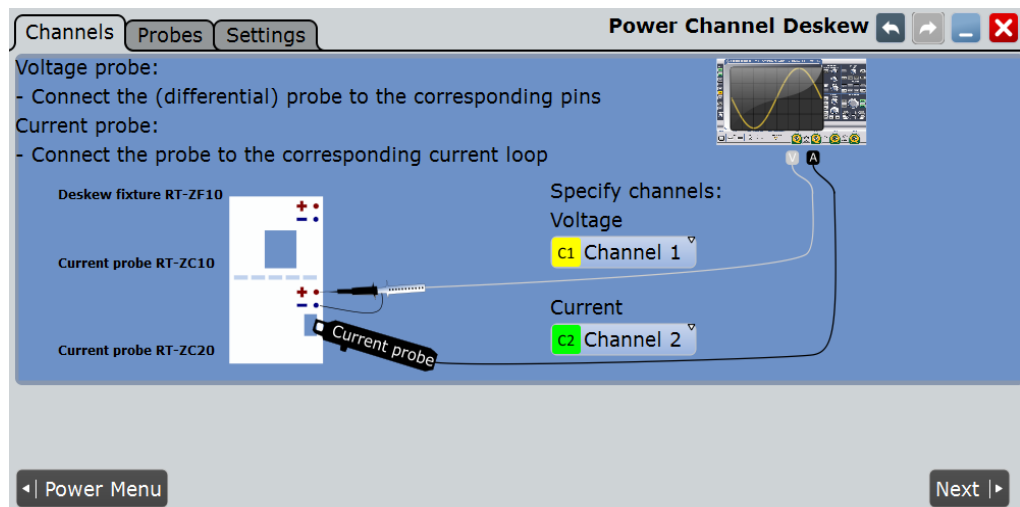 Channels
Probes
Settings
Power Channel Deskew
Voltage probe:
- Connect the (differential) probe to the corresponding pins
Current probe:
- Connect the probe to the corresponding current loop
V A
Deskew fixture RT-ZF10
Current probe RT-ZC10
Current probe RT-ZC20
Current probe
Specify channels:
Voltage
C1 Channel 1
Current
C2 Channel 2
Power Menu
Next